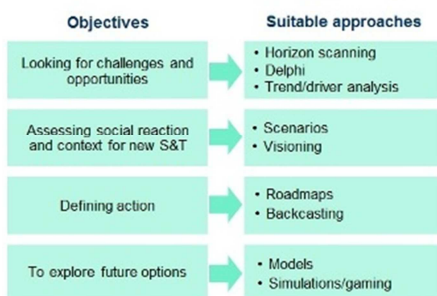 Objectives
Suitable approaches
Looking for challenges and
opportunities
• Horizon scanning
• Delphi
• Trend/driver analysis
Assessing social reaction
and context for new S&T
• Scenarios
• Visioning
Defining action
• Roadmaps
• Backcasting
To explore future options
• Models
• Simulations/gaming